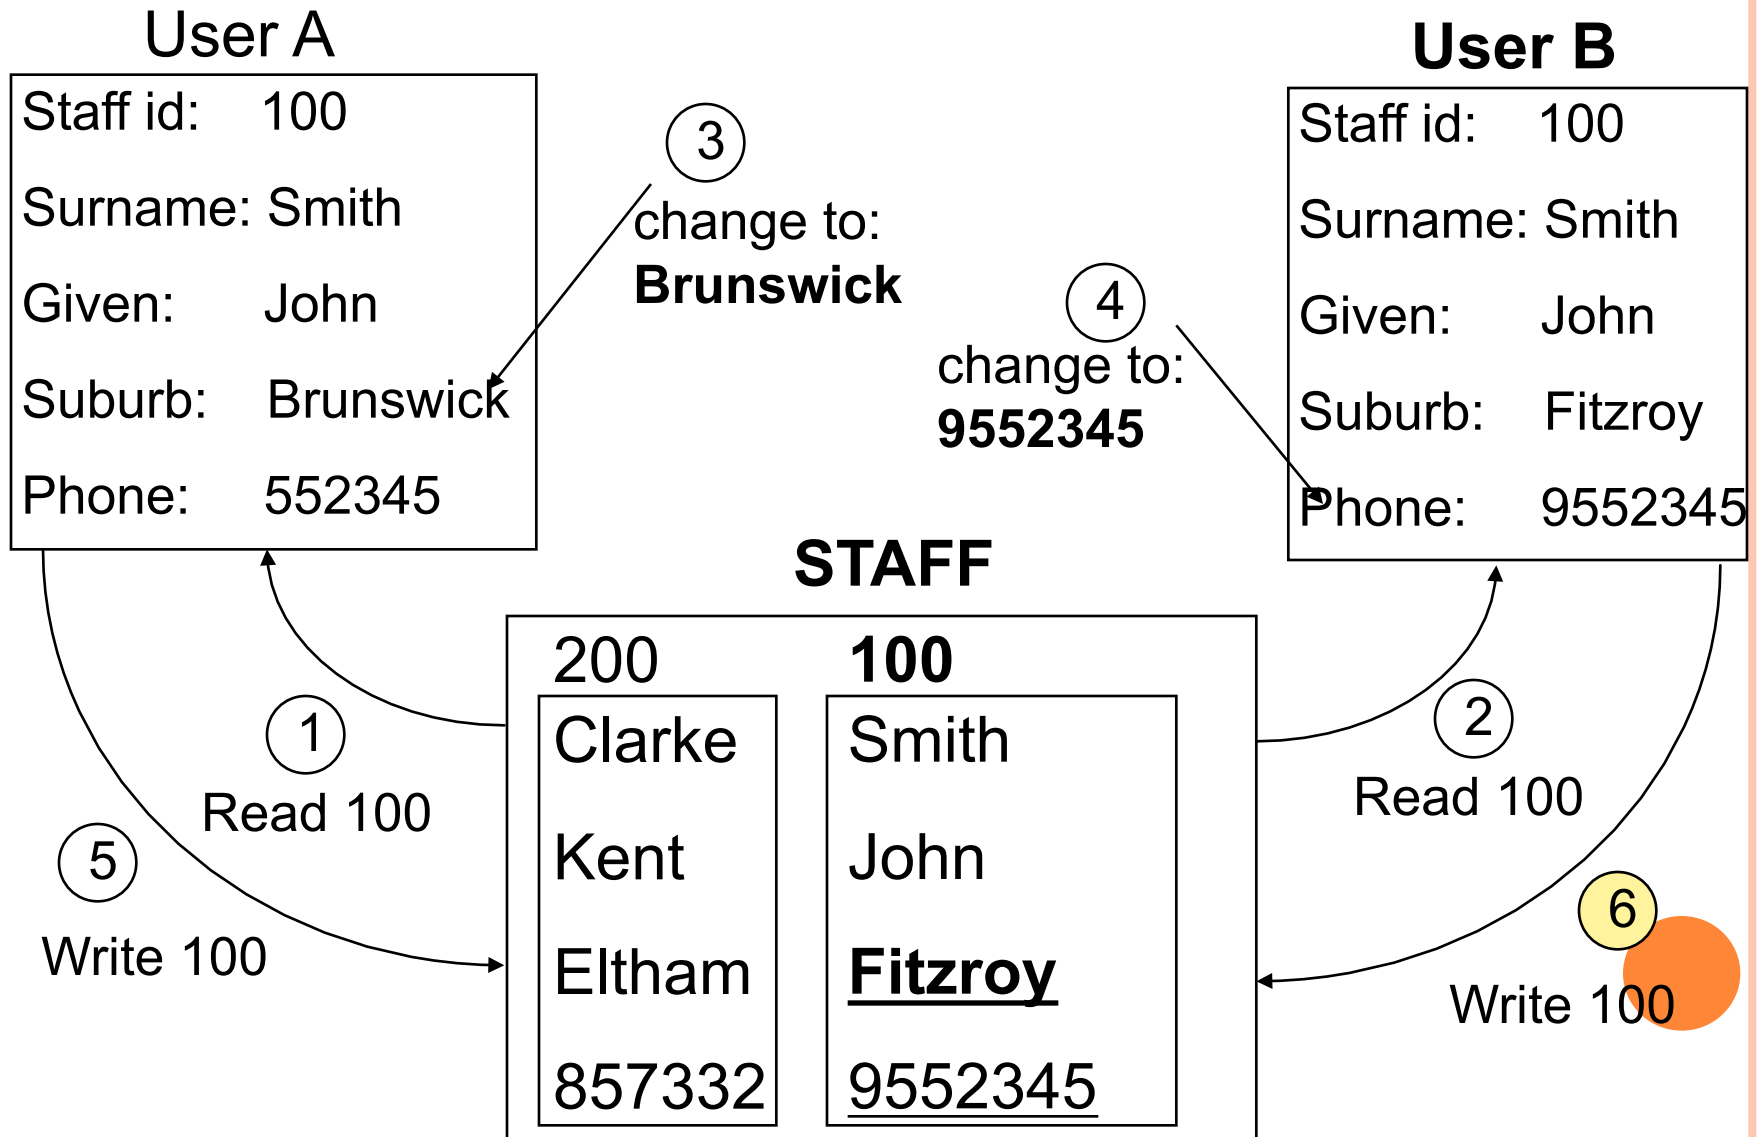 User A
Staff id: 100
Surname: Smith
Given: John
Suburb: Brunswick
Phone: 552345
3
change to:
Brunswick
4
change to:
9552345
User B
Staff id: 100
Surname: Smith
Given: John
Suburb: Fitzroy
Phone: 9552345
STAFF
200
Clarke
Kent
Eltham
857332
100
Smith
John
Fitzroy
9552345
1
Read 100
5
Write 100
2
Read 100
6
Write 100